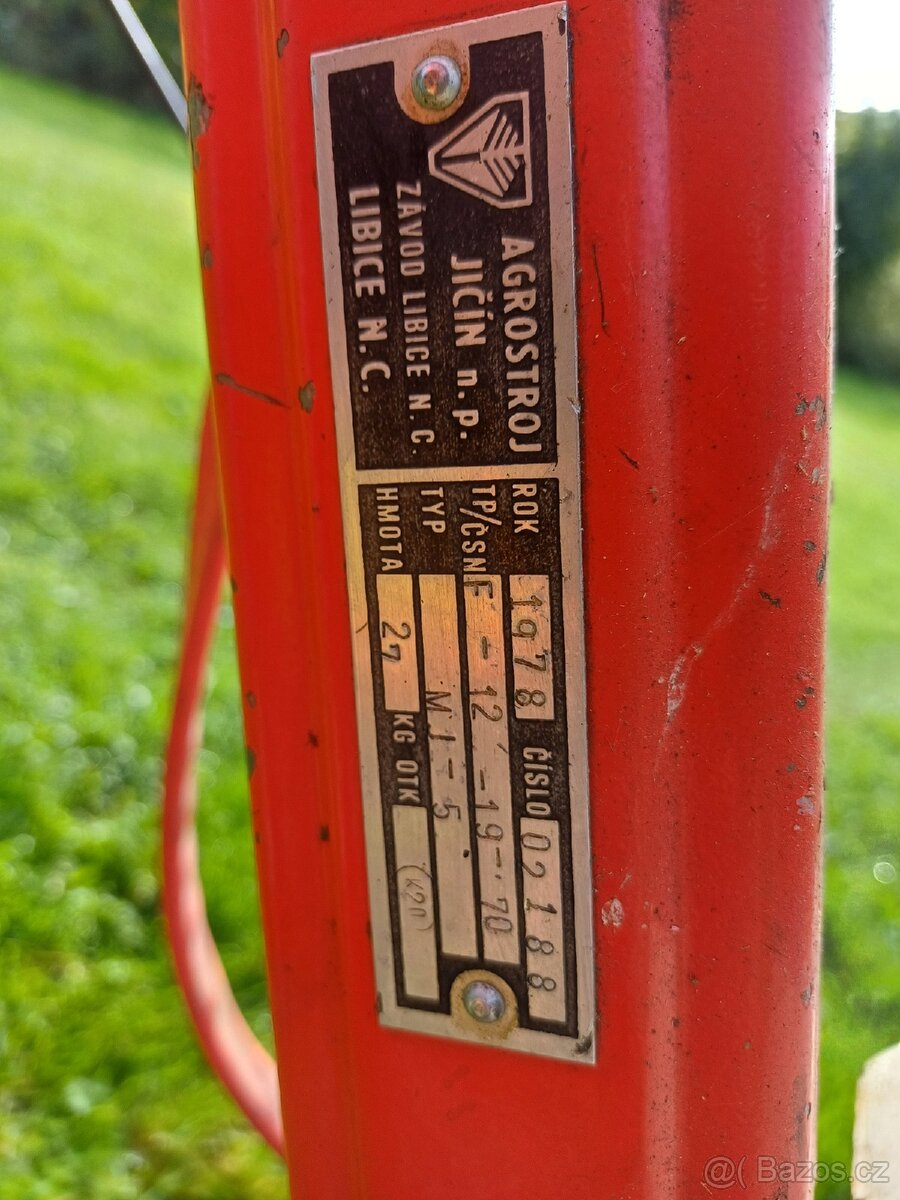 AGROSTROJ
JIČÍN n.p.
ZÁVOD LIBICE N.C.
LIBICE N.C.
ROK 1978 ČÍSLO 02188
TP/ČSN F-12-19-70
TYP MJ-5
HMOTA 27 KG OTK K20
@( Bazos.cz